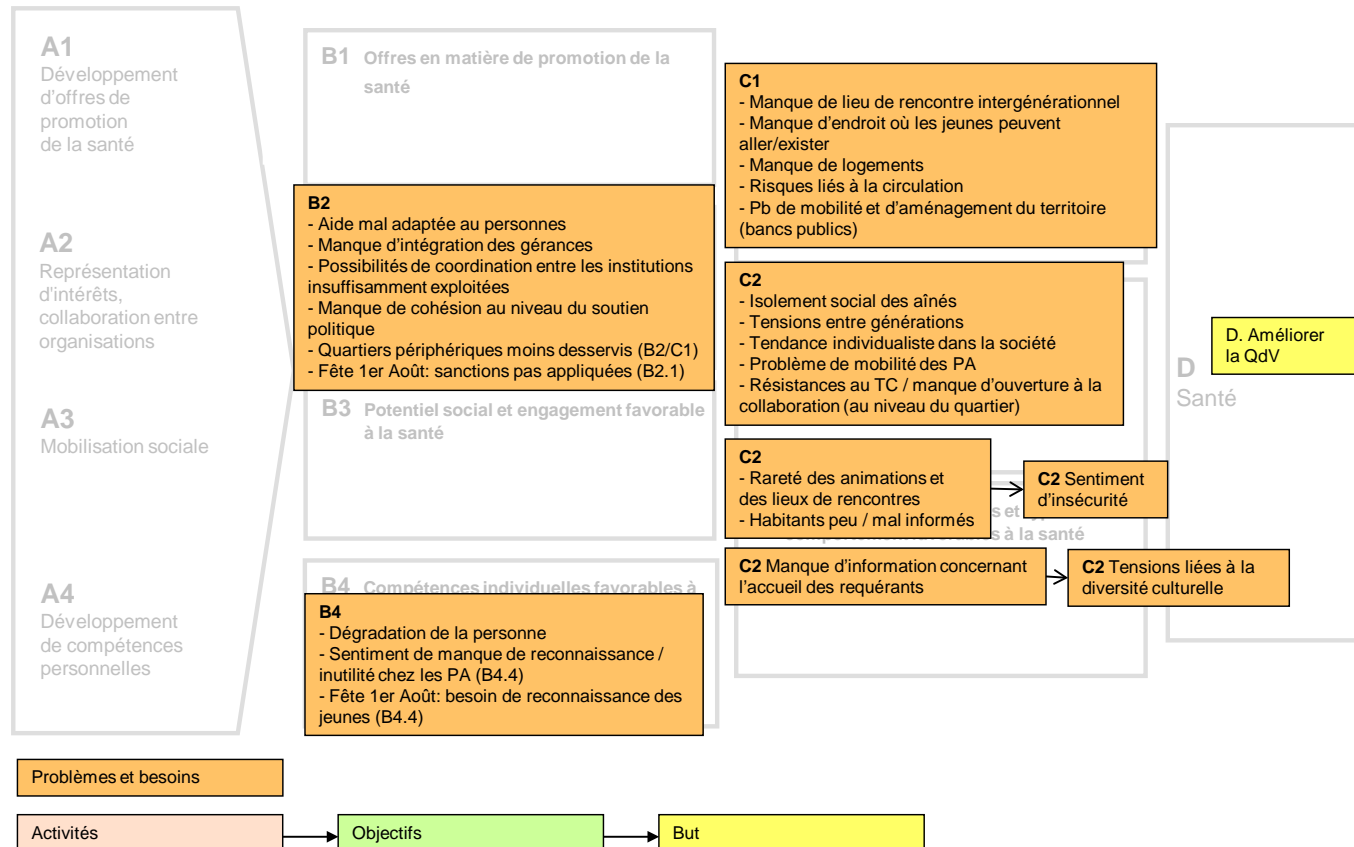 A1
Développement
d'offres de
promotion
de la santé
A2
Représentation
d'intérêts,
collaboration entre
organisations
A3
Mobilisation sociale
A4
Développement
de compétences
personnelles
B1 Offres en matière de promotion de la
santé
B2
- Aide mal adaptée au personnes
- Manque d'intégration des gérances
- Possibilités de coordination entre les institutions
insuffisamment exploitées
- Manque de cohésion au niveau du soutien
politique
- Quartiers périphériques moins desservis (B2/C1)
- Fête 1er Août: sanctions pas appliquées (B2.1)
B3 Potentiel social et engagement favorable
à la santé
B4 Compétences individuelles favorables à
B4
- Dégradation de la personne
- Sentiment de manque de reconnaissance /
inutilité chez les PA (B4.4)
- Fête 1er Août: besoin de reconnaissance des
jeunes (B4.4)
C1
- Manque de lieu de rencontre intergénérationnel
- Manque d'endroit où les jeunes peuvent
aller/exister
- Manque de logements
- Risques liés à la circulation
- Pb de mobilité et d'aménagement du territoire
(bancs publics)
C2
- Isolement social des aînés
- Tensions entre générations
- Tendance individualiste dans la société
- Problème de mobilité des PA
- Résistances au TC / manque d'ouverture à la
collaboration (au niveau du quartier)
C2
- Rareté des animations et
des lieux de rencontres
- Habitants peu / mal informés
C2 Sentiment
d'insécurité
et
à la santé
C2 Manque d'information concernant
l'accueil des requérants
C2 Tensions liées à la
diversité culturelle
D. Améliorer
la QdV
D
Santé
Problèmes et besoins
Activités
Objectifs
But